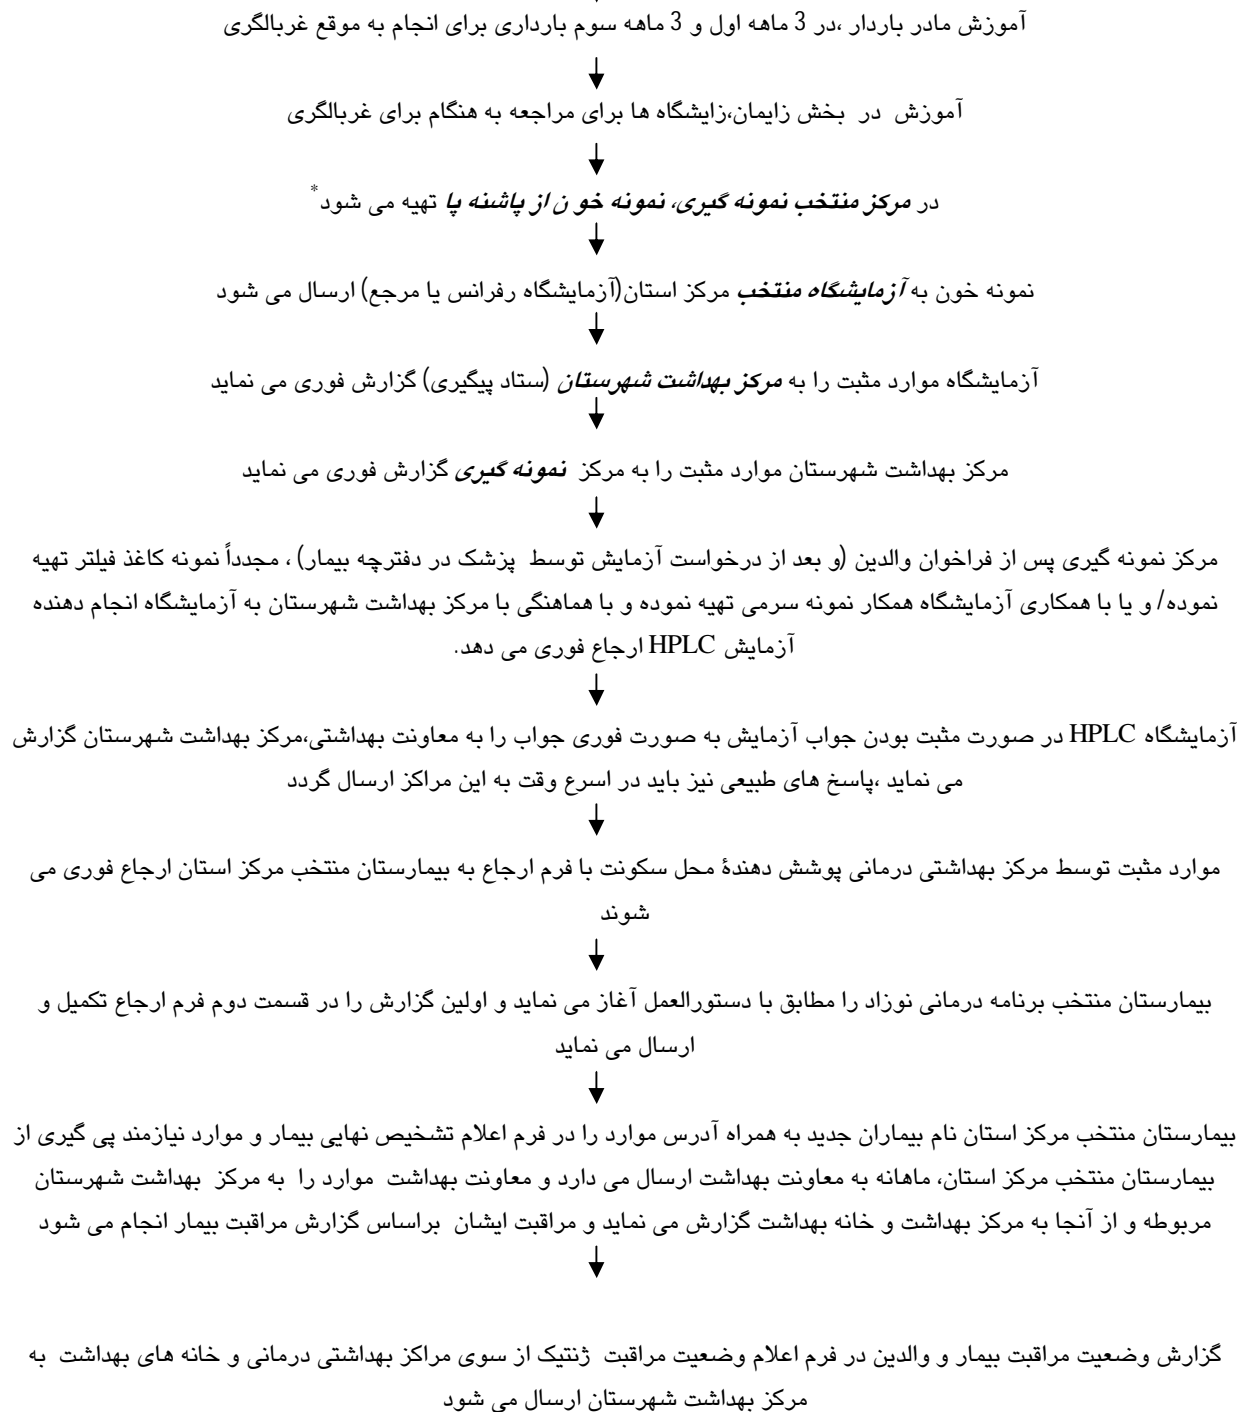 آموزش مادر باردار ،در 3 ماهه اول و 3 ماهه سوم بارداری برای انجام به موقع غربالگری
آموزش در بخش زایمان،زایشگاه ها برای مراجعه به هنگام برای غربالگری
در مرکز منتخب نمونه گیری، نمونه خو ن از پاشنه پا تهیه می شود*
نمونه خون به آزمایشگاه منتخب مرکز استان(آزمایشگاه رفرانس یا مرجع) ارسال می شود
آزمایشگاه موارد مثبت را به مرکز بهداشت شهرستان (ستاد پیگیری) گزارش فوری می نماید
مرکز بهداشت شهرستان موارد مثبت را به مرکز نمونه گیری گزارش فوری می نماید
مرکز نمونه گیری پس از فراخوان والدین (و بعد از درخواست آزمایش توسط پزشک در دفترچه بیمار) ، مجدداً نمونه کاغذ فیلتر تهیه
نموده/ و یا با همکاری آزمایشگاه همکار نمونه سرمی تهیه نموده و با هماهنگی با مرکز بهداشت شهرستان به آزمایشگاه انجام دهنده
آزمایش HPLC ارجاع فوری می دهد.
آزمایشگاه HPLC در صورت مثبت بودن جواب آزمایش به صورت فوری جواب را به معاونت بهداشتی،مرکز بهداشت شهرستان گزارش
می نماید ،پاسخ های طبیعی نیز باید در اسرع وقت به این مراکز ارسال گردد
موارد مثبت توسط مرکز بهداشتی درمانی پوشش دهندۀ محل سکونت با فرم ارجاع به بیمارستان منتخب مرکز استان ارجاع فوری می
شوند
بیمارستان منتخب برنامه درمانی نوزاد را مطابق با دستورالعمل آغاز می نماید و اولین گزارش را در قسمت دوم فرم ارجاع تکمیل و
ارسال می نماید
بیمارستان منتخب مرکز استان نام بیماران جدید به همراه آدرس موارد را در فرم اعلام تشخیص نهایی بیمار و موارد نیازمند پی گیری از
بیمارستان منتخب مرکز استان، ماهانه به معاونت بهداشت ارسال می دارد و معاونت بهداشت موارد را به مرکز بهداشت شهرستان
مربوطه و از آنجا به مرکز بهداشت و خانه بهداشت گزارش می نماید و مراقبت ایشان براساس گزارش مراقبت بیمار انجام می شود
گزارش وضعیت مراقبت بیمار و والدین در فرم اعلام وضعیت مراقبت ژنتیک از سوی مراکز بهداشتی درمانی و خانه های بهداشت به
مرکز بهداشت شهرستان ارسال می شود